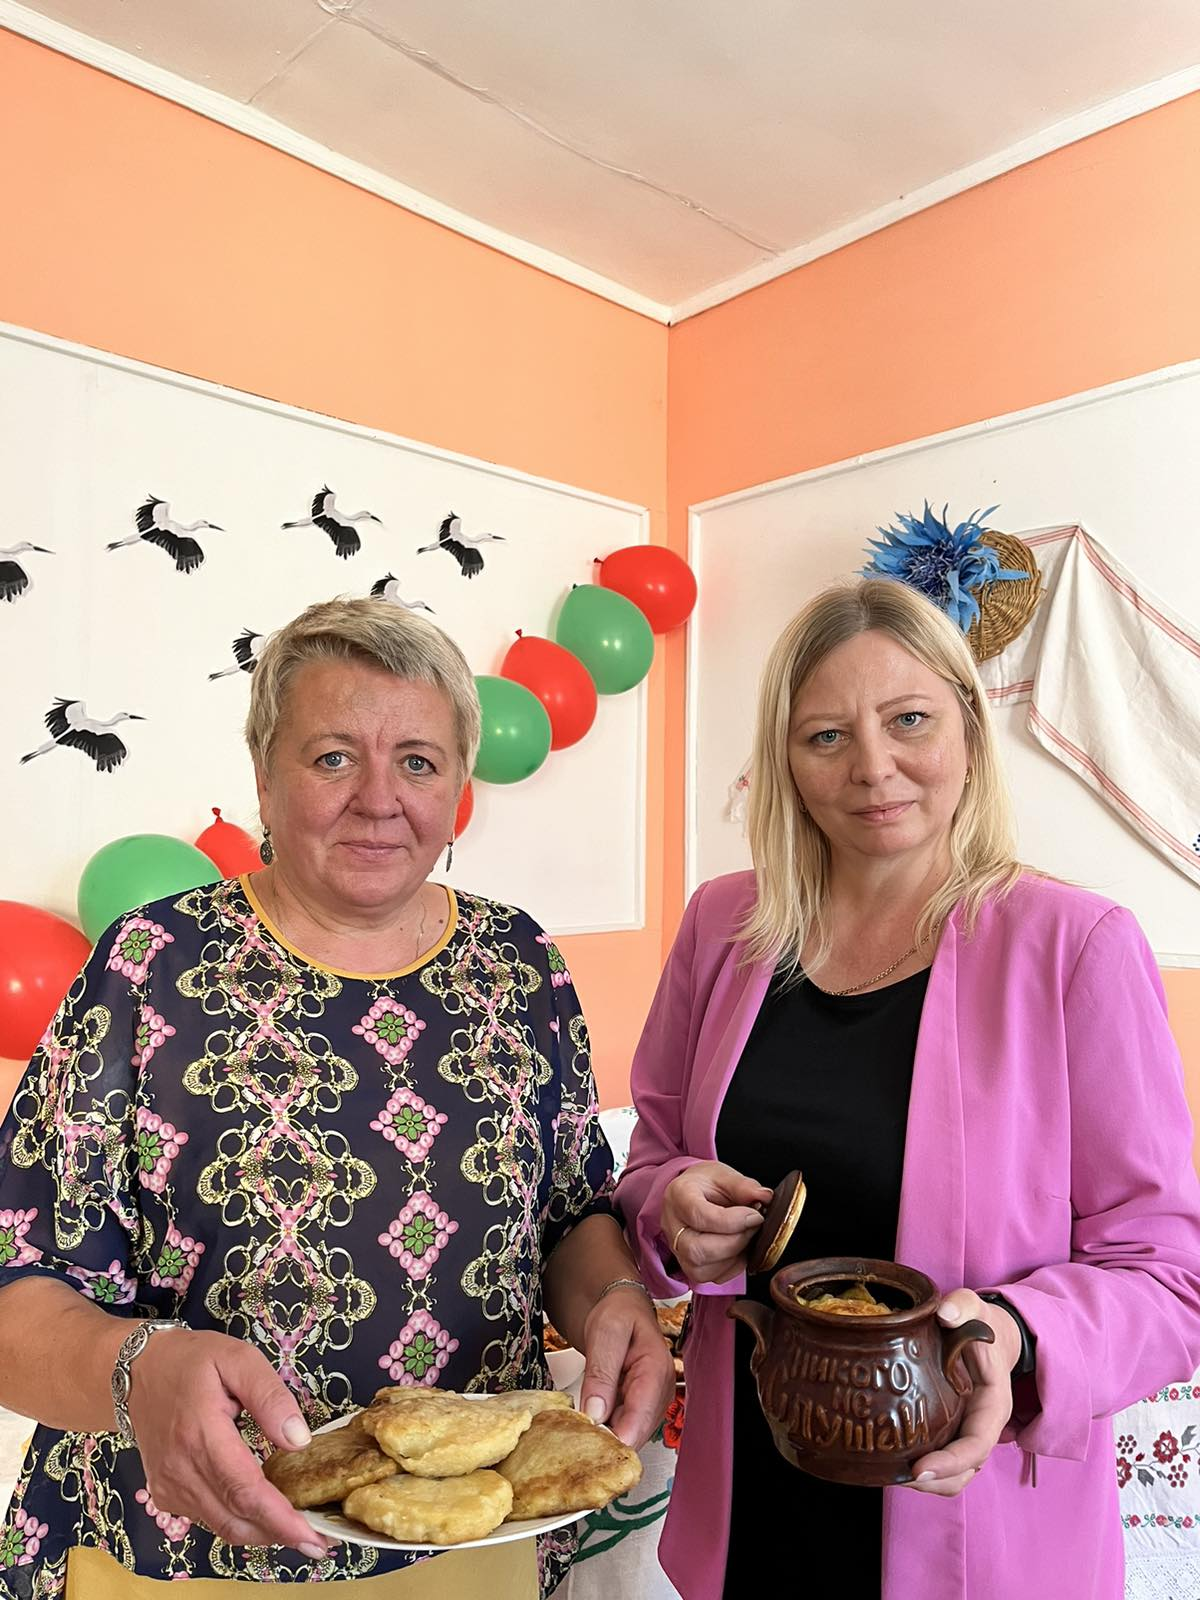 никого
не
слушай